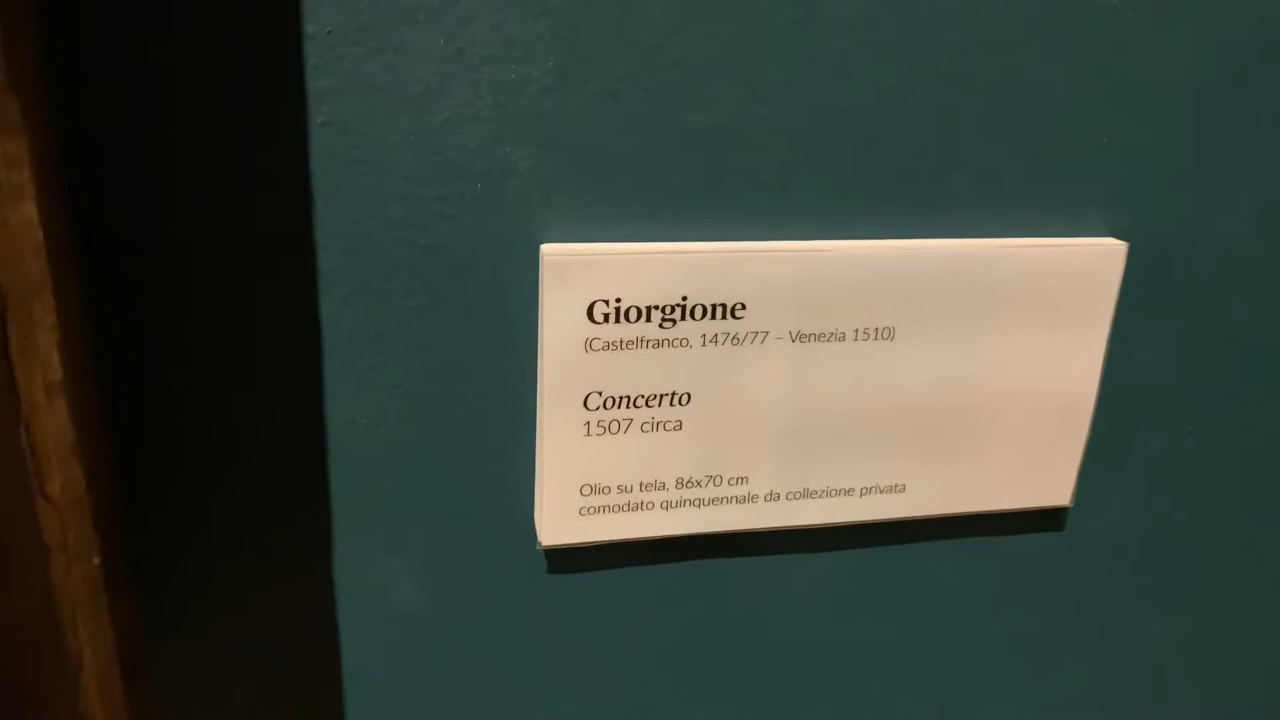 Giorgione
(Castelfranco, 1476/77 – Venezia 1510)
Concerto
1507 circa
Olio su tela, 86x70 cm
comodato quinquennale da collezione privata